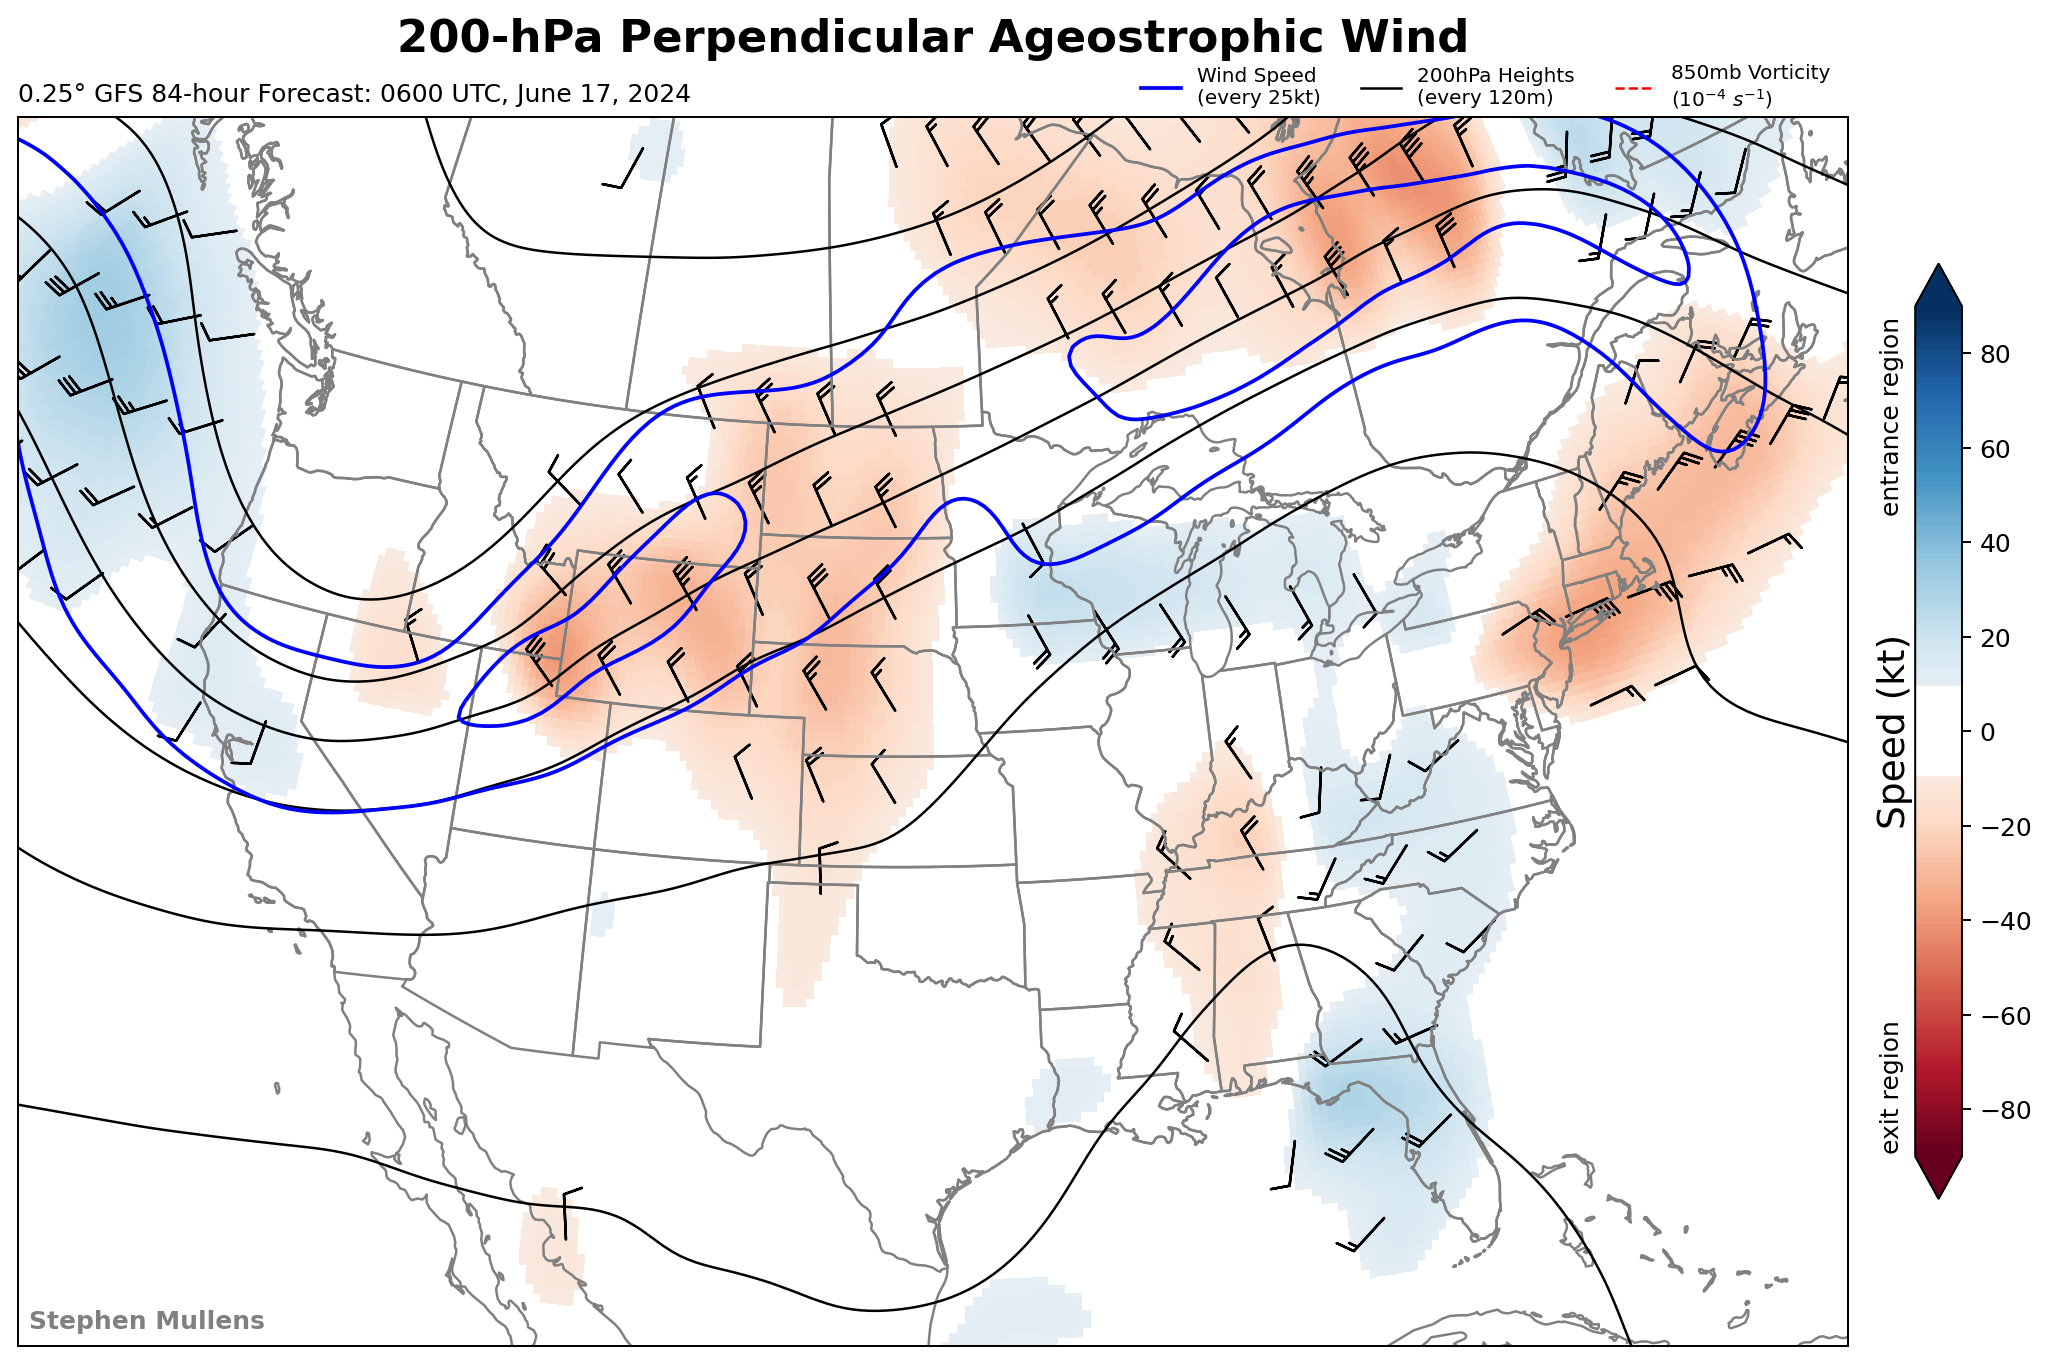 200-hPa Perpendicular Ageostrophic Wind
0.25° GFS 84-hour Forecast: 0600 UTC, June 17, 2024
Wind Speed
(every 25kt)
200hPa Heights
(every 120m)
850mb Vorticity
(10⁻⁴ s⁻¹)
entrance region
Speed (kt)
exit region
80
60
40
20
0
−20
−40
−60
−80
Stephen Mullens